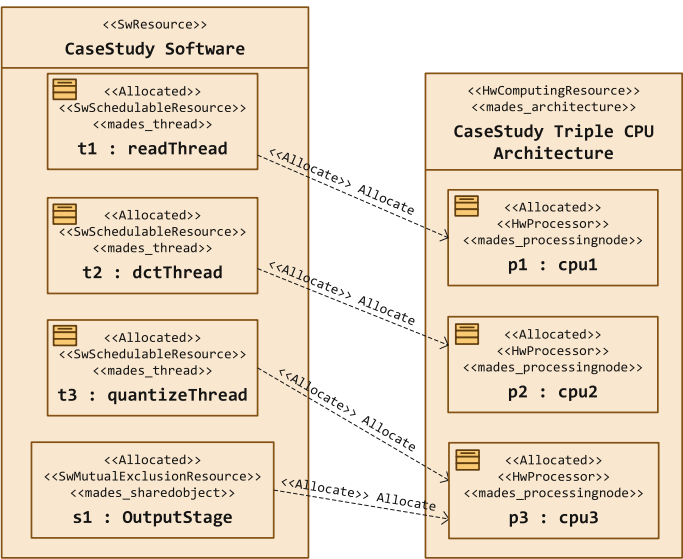 <<SwResource>>
CaseStudy Software
<<Allocated>>
<<SwSchedulableResource>>
<<mades_thread>>
t1 : readThread
<<Allocated>>
<<SwSchedulableResource>>
<<mades_thread>>
t2 : dctThread
<<Allocated>>
<<SwSchedulableResource>>
<<mades_thread>>
t3 : quantizeThread
<<Allocated>>
<<SwMutualExclusionResource>>
<<mades_sharedobject>>
s1 : OutputStage
<<Allocate>> Allocate
<<Allocate>> Allocate
<<Allocate>> Allocate
<<Allocate>> Allocate
<<HwComputingResource>>
<<mades_architecture>>
CaseStudy Triple CPU
Architecture
<<Allocated>>
<<HwProcessor>>
<<mades_processingnode>>
p1 : cpu1
<<Allocated>>
<<HwProcessor>>
<<mades_processingnode>>
p2 : cpu2
<<Allocated>>
<<HwProcessor>>
<<mades_processingnode>>
p3 : cpu3